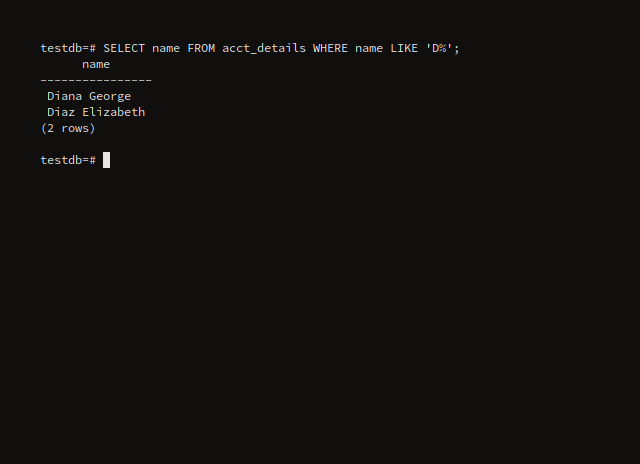 testdb=# SELECT name FROM acct_details WHERE name LIKE 'D%';
      name
----------------
 Diana George
 Diaz Elizabeth
(2 rows)
testdb=#